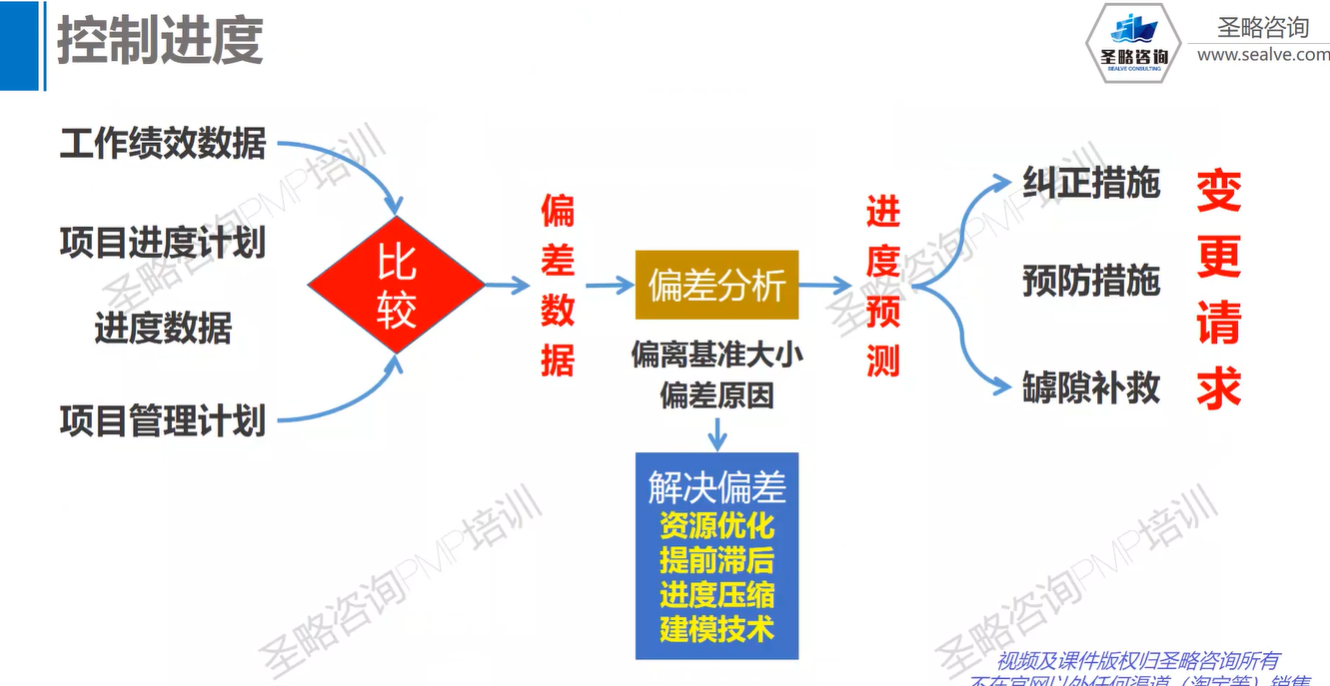 控制进度
圣略咨询
SEALVE CONSULTING
圣略咨询
www.sealve.com
工作绩效数据
项目进度计划
进度数据
项目管理计划
比较
偏差数据
偏差分析
偏离基准大小
偏差原因
解决偏差
资源优化
提前滞后
进度压缩
建模技术
进度预测
纠正措施
预防措施
罅隙补救
变更请求
圣略咨询PMP培训
圣略咨询PMP培训
圣略咨询PMP培训
圣略咨询PMP培训
视频及课件版权归圣略咨询所有
不在官网以外任何渠道（淘宝等）销售